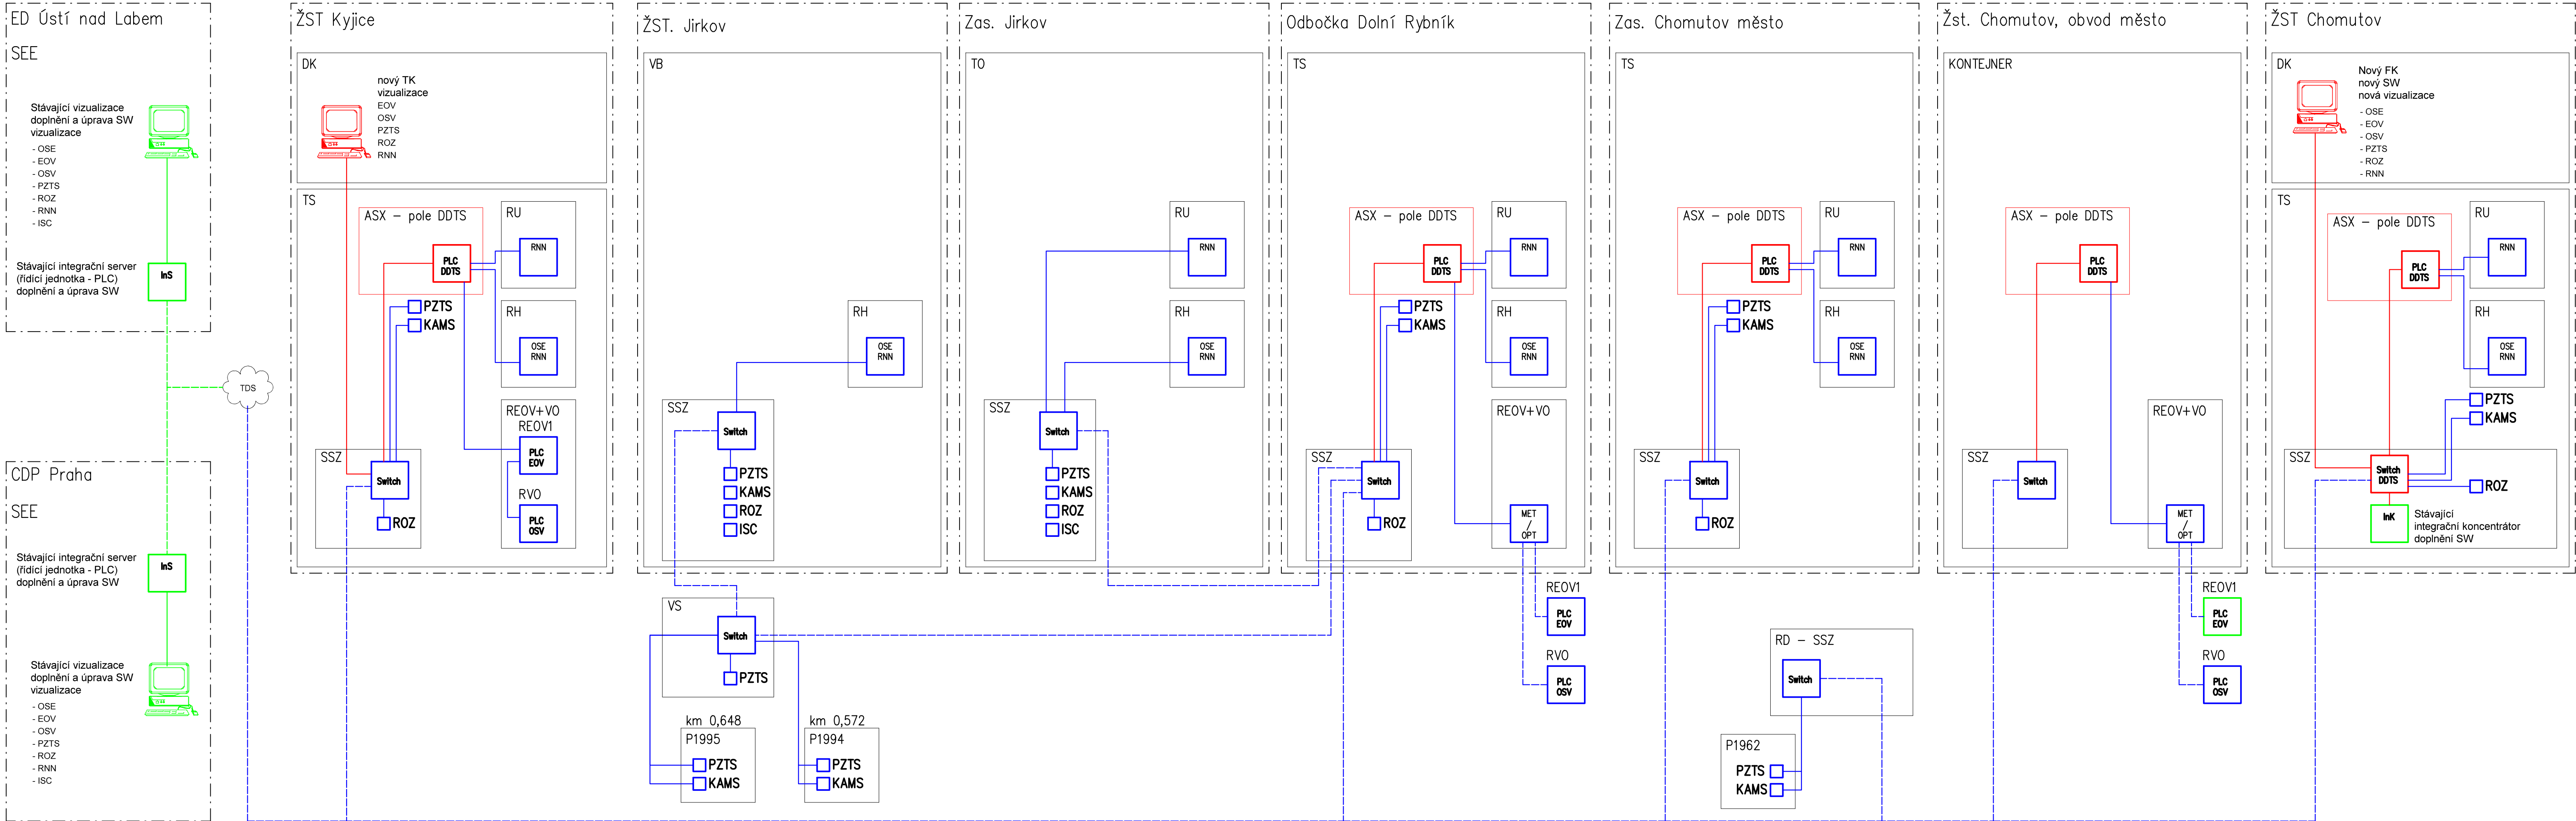 ED Ústí nad Labem
SEE
Stávající vizualizace
doplnění a úprava SW
vizualizace
- OSE
- EOV
- OSV
- PZTS
- ROZ
- RNN
- ISC
Stávající integrační server
(řídící jednotka - PLC)
doplnění a úprava SW
InS
TDS
CDP Praha
SEE
Stávající integrační server
(řídící jednotka - PLC)
doplnění a úprava SW
InS
Stávající vizualizace
doplnění a úprava SW
vizualizace
- OSE
- EOV
- OSV
- PZTS
- ROZ
- RNN
- ISC
ŽST Kyjice
DK
nový TK
vizualizace
EOV
OSV
PZTS
ROZ
RNN
TS
ASX – pole DDTS
PLC
DDTS
RU
RNN
PZTS
KAMS
RH
OSE
RNN
REOV+VO
REOV1
PLC
EOV
RVO
PLC
OSV
SSZ
Switch
ROZ
ŽST. Jirkov
VB
RH
OSE
RNN
SSZ
Switch
PZTS
KAMS
ROZ
ISC
VS
Switch
PZTS
km 0,648
P1995
PZTS
KAMS
km 0,572
P1994
PZTS
KAMS
Zas. Jirkov
TO
RU
RNN
RH
OSE
RNN
SSZ
Switch
PZTS
KAMS
ROZ
ISC
Odbočka Dolní Rybník
TS
ASX – pole DDTS
PLC
DDTS
RU
RNN
PZTS
KAMS
RH
OSE
RNN
REOV+VO
MET
/
OPT
SSZ
Switch
ROZ
REOV1
PLC
EOV
RVO
PLC
OSV
Zas. Chomutov město
TS
ASX – pole DDTS
PLC
DDTS
RU
RNN
PZTS
KAMS
RH
OSE
RNN
SSZ
Switch
ROZ
RD – SSZ
Switch
P1962
PZTS
KAMS
Žst. Chomutov, obvod město
KONTEJNER
ASX – pole DDTS
PLC
DDTS
REOV+VO
MET
/
OPT
SSZ
Switch
REOV1
PLC
EOV
RVO
PLC
OSV
ŽST Chomutov
DK
Nový FK
nový SW
nová vizualizace
- OSE
- EOV
- OSV
- PZTS
- ROZ
- RNN
TS
ASX – pole DDTS
PLC
DDTS
RU
RNN
RH
OSE
RNN
PZTS
KAMS
SSZ
Switch
DDTS
ROZ
InK
Stávající
integrační koncentrátor
doplnění SW